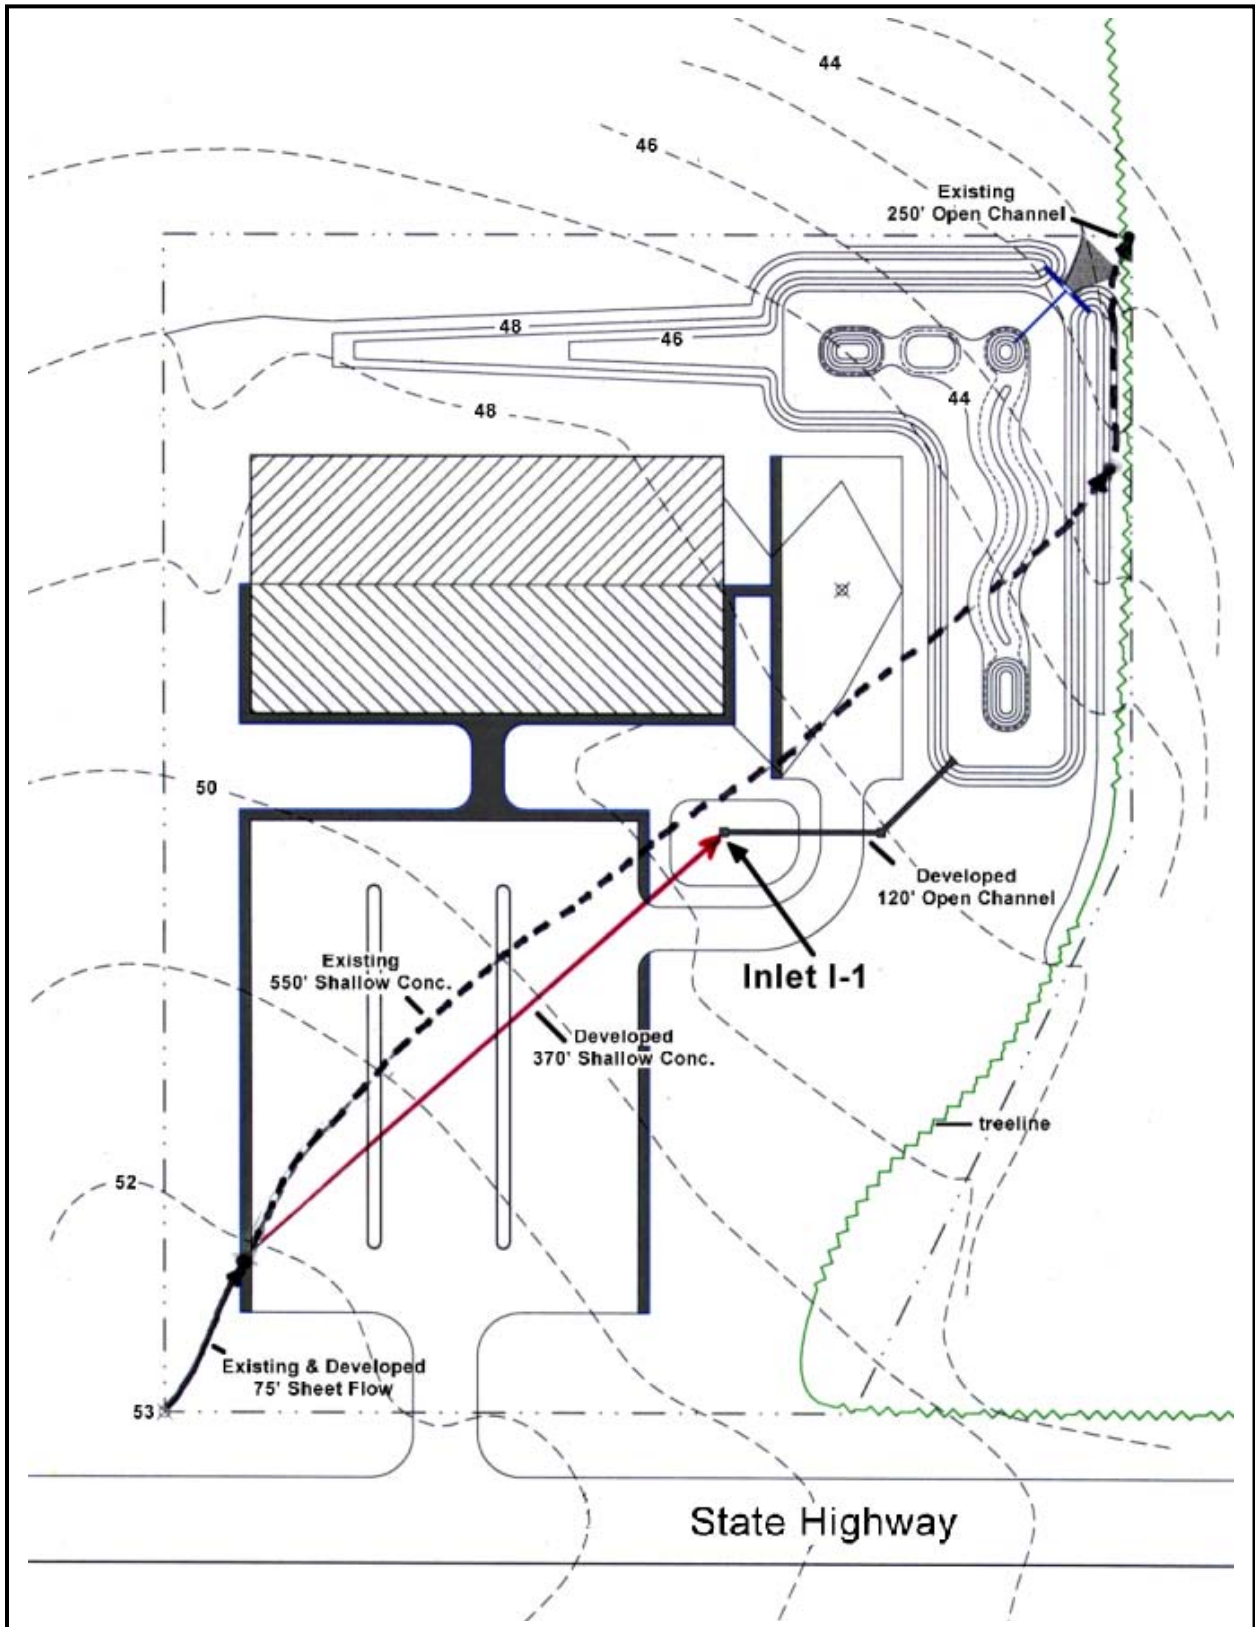 44
46
Existing
250' Open Channel
48
46
48
44
50
Developed
120' Open Channel
Existing
550' Shallow Conc.
Inlet I-1
Developed
370' Shallow Conc.
treeline
52
Existing & Developed
75' Sheet Flow
53
State Highway